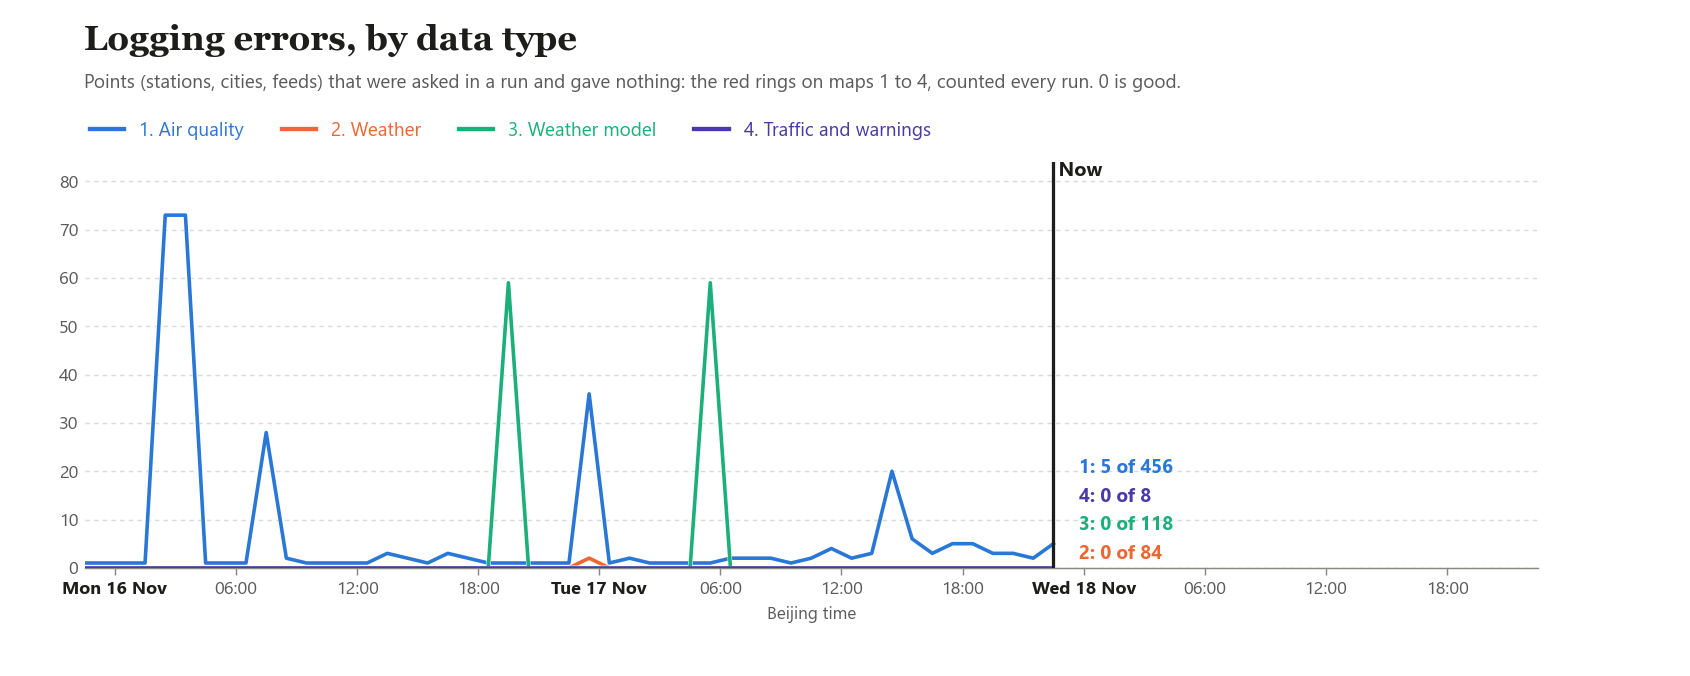 Logging errors, by data type
Points (stations, cities, feeds) that were asked in a run and gave nothing: the red rings on maps 1 to 4, counted every run. 0 is good.
1. Air quality 2. Weather 3. Weather model 4. Traffic and warnings
Now
80
70
60
50
40
30
20
10
0
1: 5 of 456
4: 0 of 8
3: 0 of 118
2: 0 of 84
Mon 16 Nov 06:00 12:00 18:00 Tue 17 Nov 06:00 12:00 18:00 Wed 18 Nov 06:00 12:00 18:00
Beijing time